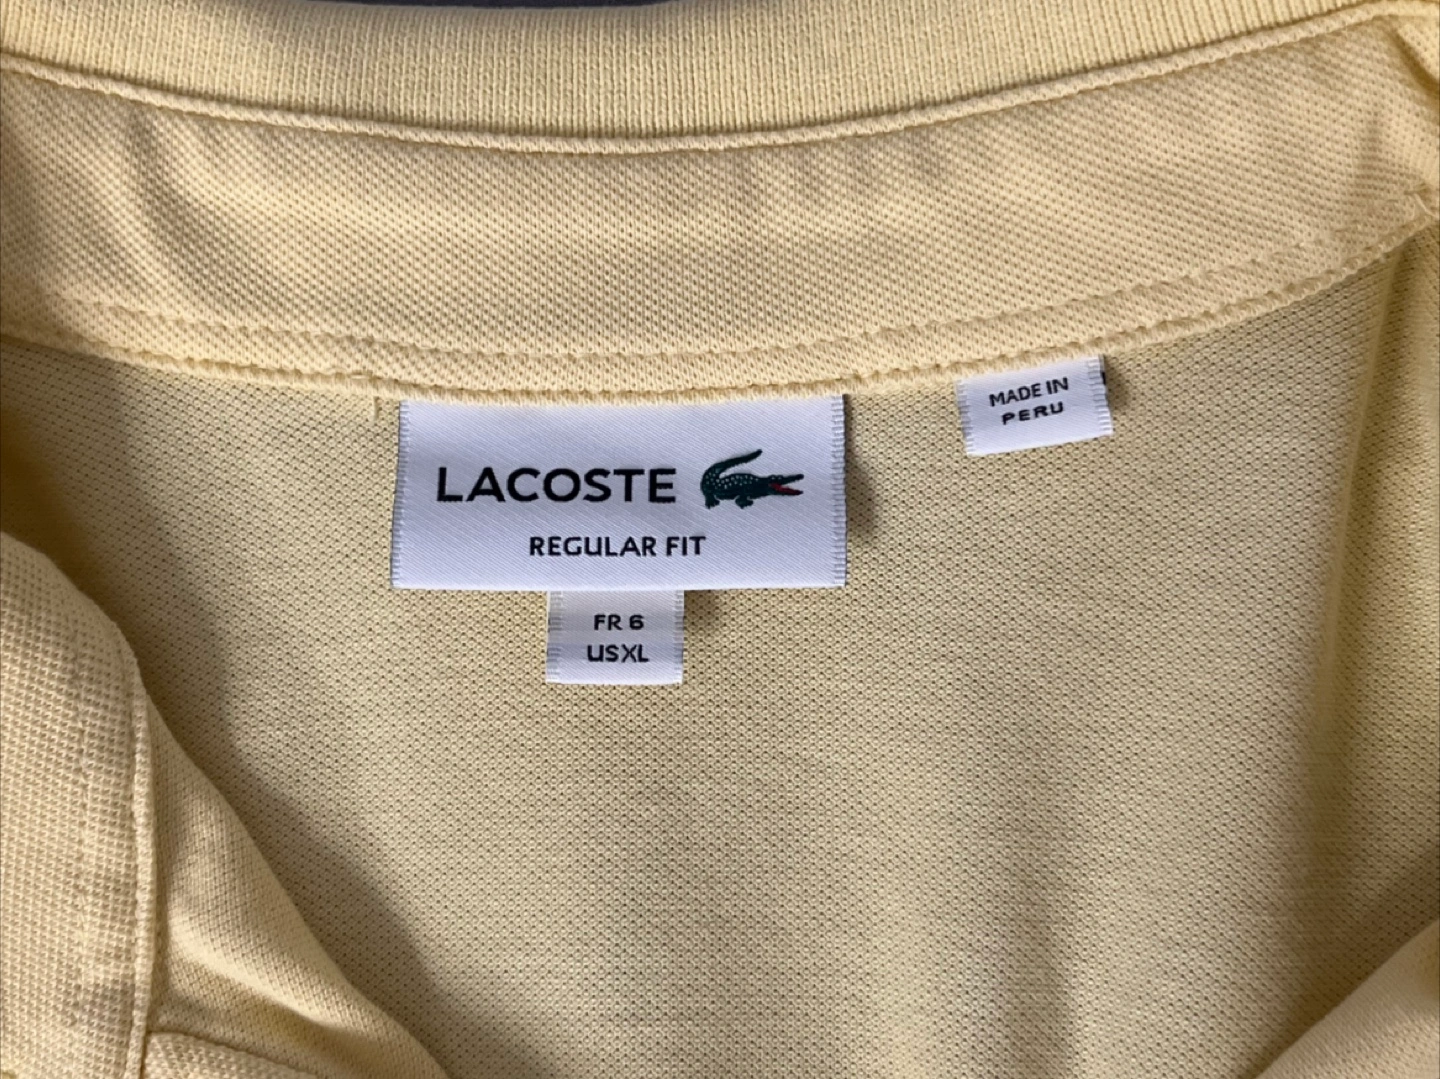 LACOSTE
REGULAR FIT
FR 6
US XL
MADE IN
PERU